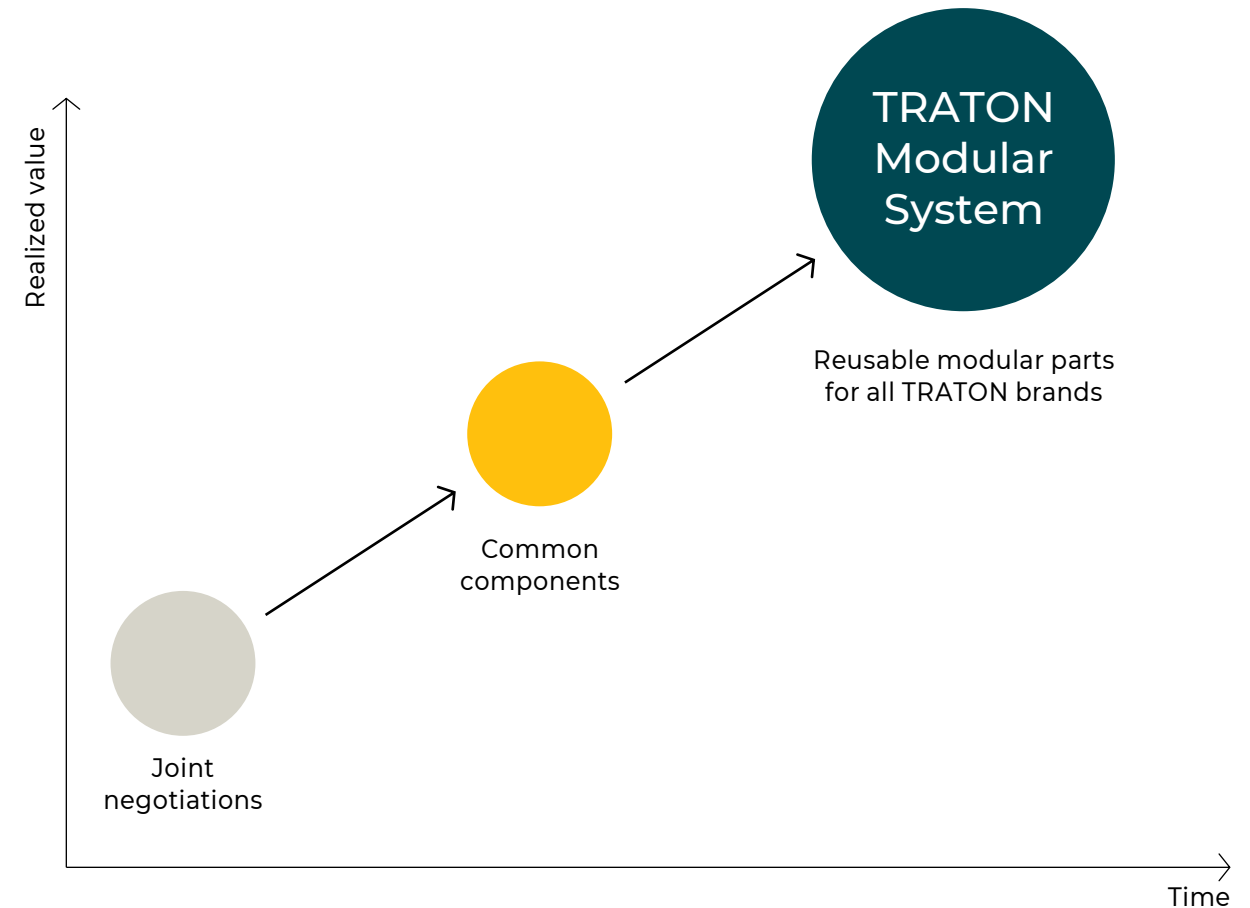 TRATON
Modular
System
Realized value
Reusable modular parts
for all TRATON brands
Common
components
Joint
negotiations
Time